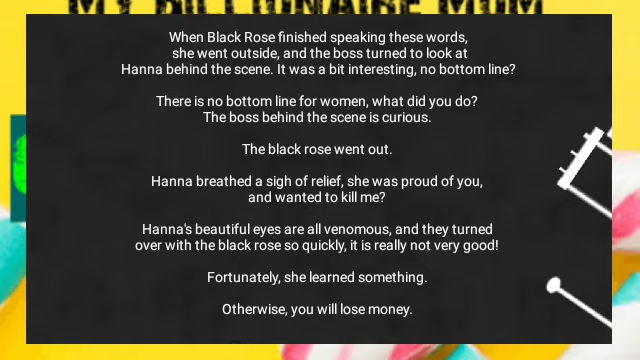 MY BILLIONAIRE MOM
When Black Rose finished speaking these words,
she went outside, and the boss turned to look at
Hanna behind the scene. It was a bit interesting, no bottom line?
There is no bottom line for women, what did you do?
The boss behind the scene is curious.
The black rose went out.
Hanna breathed a sigh of relief, she was proud of you,
and wanted to kill me?
Hanna's beautiful eyes are all venomous, and they turned
over with the black rose so quickly, it is really not very good!
Fortunately, she learned something.
Otherwise, you will lose money.